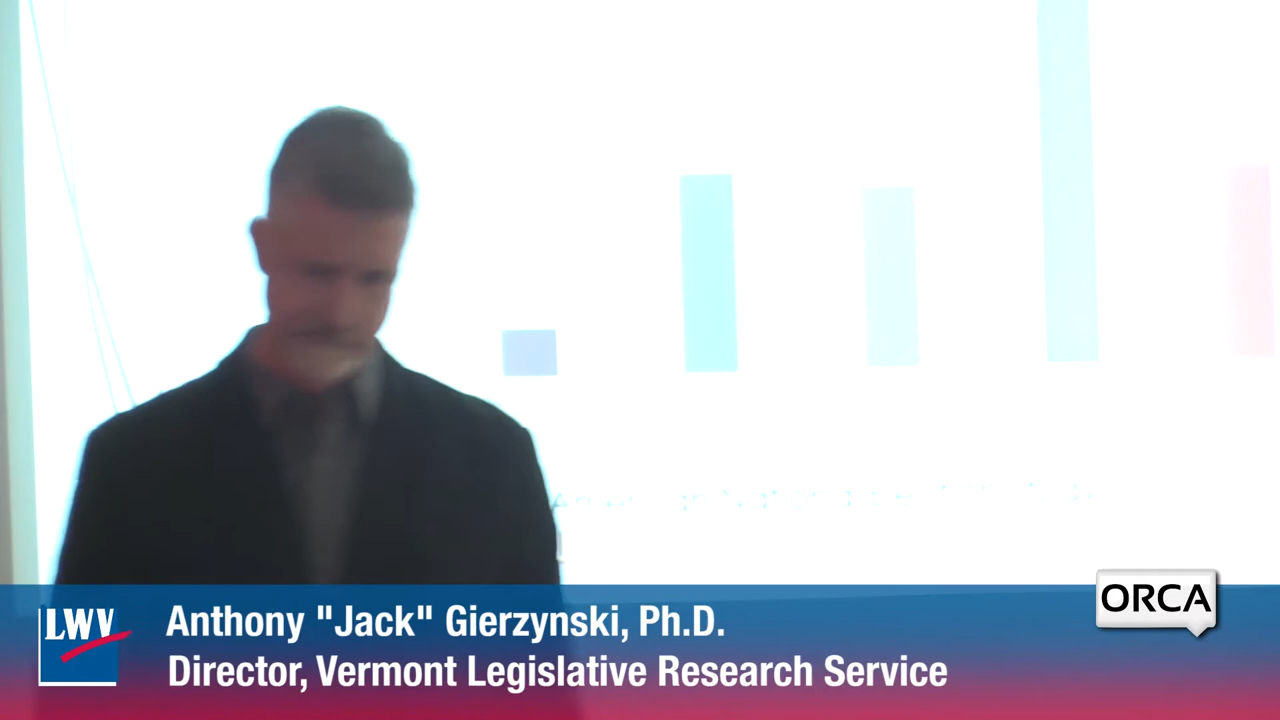 LWV
Anthony "Jack" Gierzynski, Ph.D.
Director, Vermont Legislative Research Service
ORCA